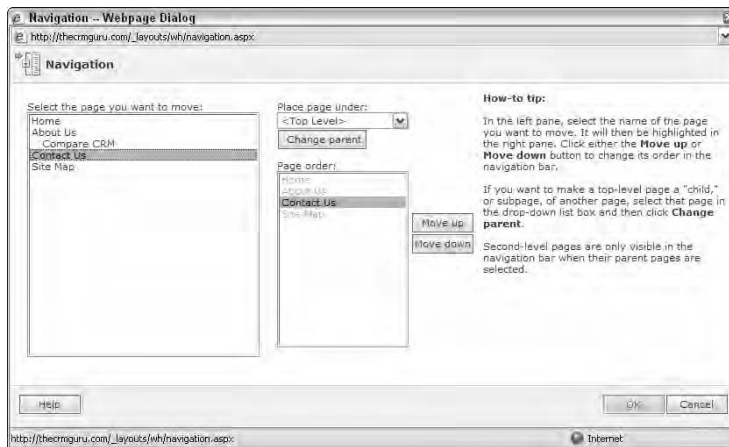 Navigation -- Webpage Dialog
http://thecrmguru.com/_layouts/wh/navigation.aspx
Navigation
Select the page you want to move:
Home
About Us
Compare CRM
Contact Us
Site Map
Place page under:
<Top Level>
Change parent
Page order:
Home
About Us
Contact Us
Site Map
Move up
Move down
How-to tip:
In the left pane, select the name of the page
you want to move. It will then be highlighted in
the right pane. Click either the Move up or
Move down button to change its order in the
navigation bar.
If you want to make a top-level page a "child,"
or subpage, of another page, select that page in
the drop-down list box and then click Change
parent.
Second-level pages are only visible in the
navigation bar when their parent pages are
selected.
Help
OK
Cancel
http://thecrmguru.com/_layouts/wh/navigation.aspx
Internet